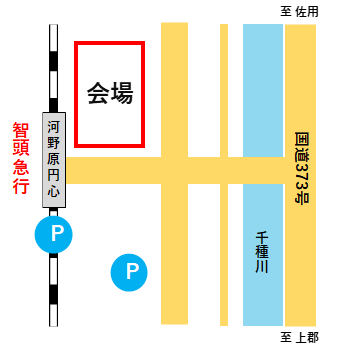 至 佐用
会場
智頭急行
河野原円心
国道373号
P
千種川
P
至 上郡